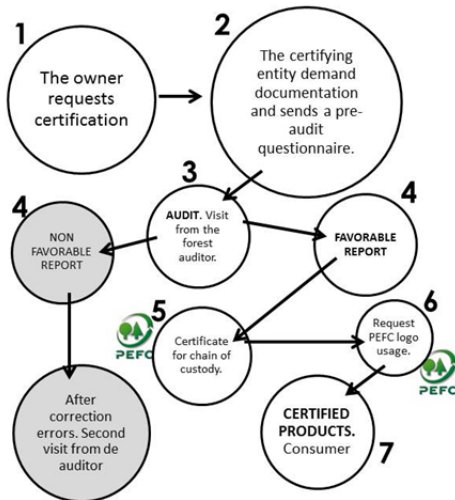 1
The owner
requests
certification
2
The certifying
entity demand
documentation
and sends a pre-
audit
questionnaire.
3
AUDIT. Visit
from the
forest
auditor.
4
NON
FAVORABLE
REPORT
4
FAVORABLE
REPORT
After
correction
errors. Second
visit from de
auditor
5
PEFC
Certificate
for chain of
custody.
6
Request
PEFC logo
usage.
PEFC
CERTIFIED
PRODUCTS.
Consumer
7